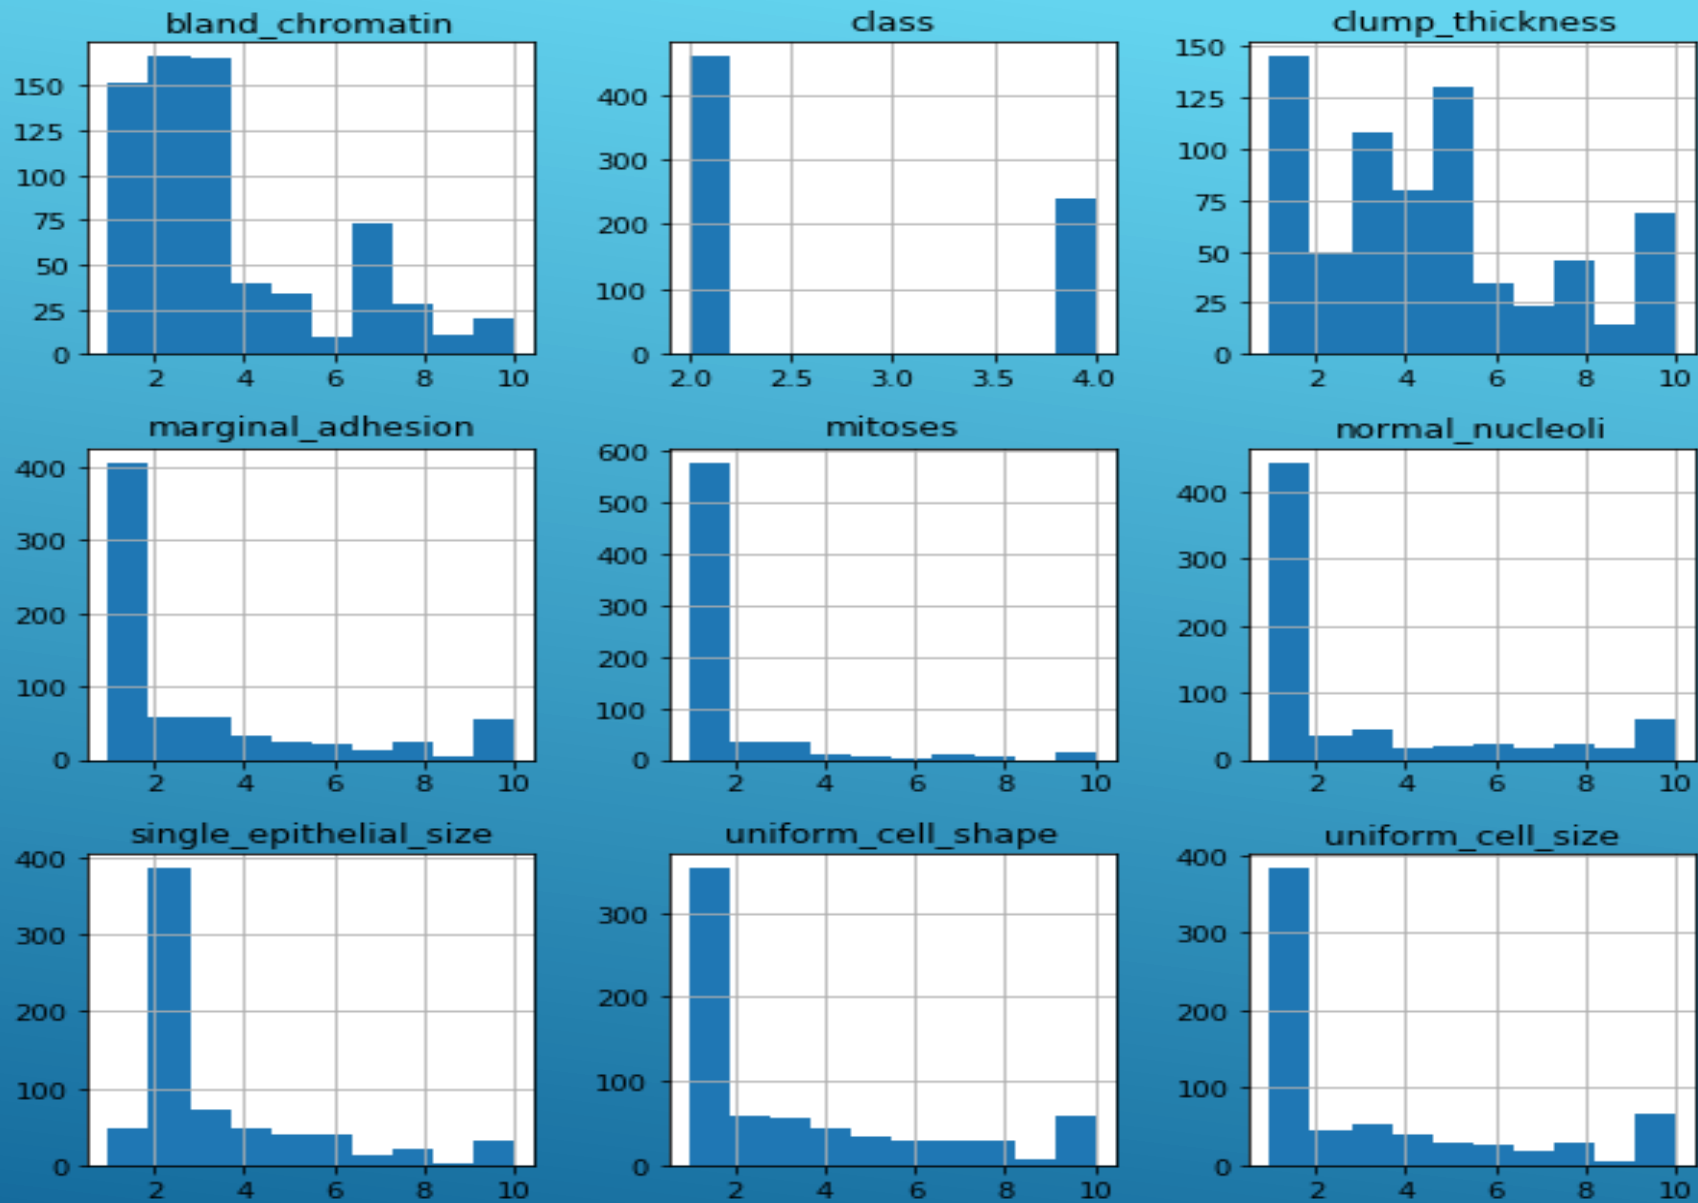 bland_chromatin
150
125
100
75
50
25
0
2 4 6 8 10
class
400
300
200
100
0
2.0 2.5 3.0 3.5 4.0
clump_thickness
150
125
100
75
50
25
0
2 4 6 8 10
marginal_adhesion
400
300
200
100
0
2 4 6 8 10
mitoses
600
500
400
300
200
100
0
2 4 6 8 10
normal_nucleoli
400
300
200
100
0
2 4 6 8 10
single_epithelial_size
400
300
200
100
0
2 4 6 8 10
uniform_cell_shape
300
200
100
0
2 4 6 8 10
uniform_cell_size
400
300
200
100
0
2 4 6 8 10